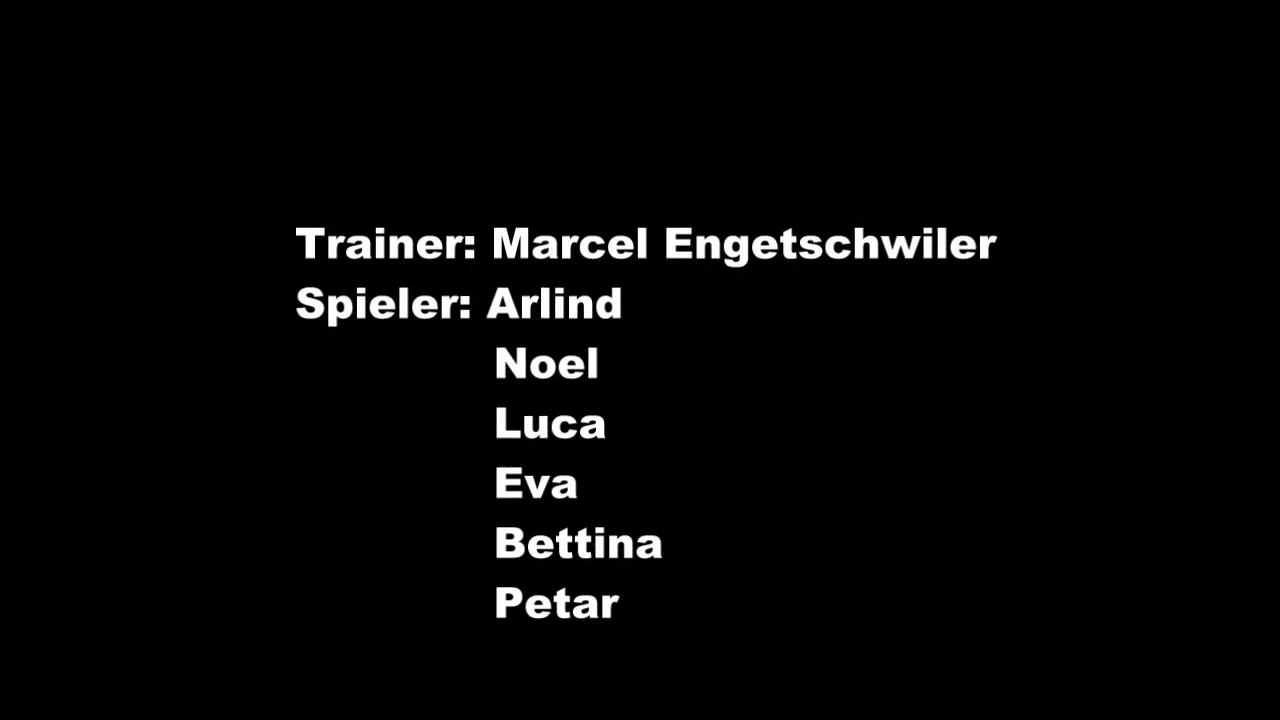 Trainer: Marcel Engetschwiler
Spieler: Arlind
Noel
Luca
Eva
Bettina
Petar